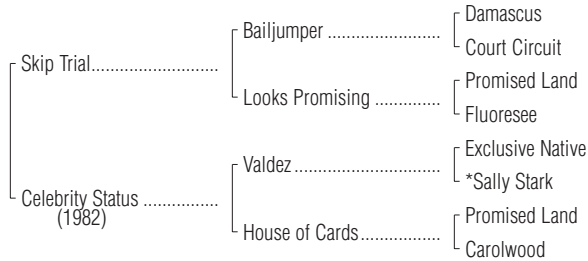 Damascus
Bailjumper ......................
Court Circuit
Skip Trial.........................
Promised Land
Looks Promising .............
Fluoresee
Exclusive Native
Valdez .............................
*Sally Stark
Celebrity Status ...............
(1982)
Promised Land
House of Cards................
Carolwood